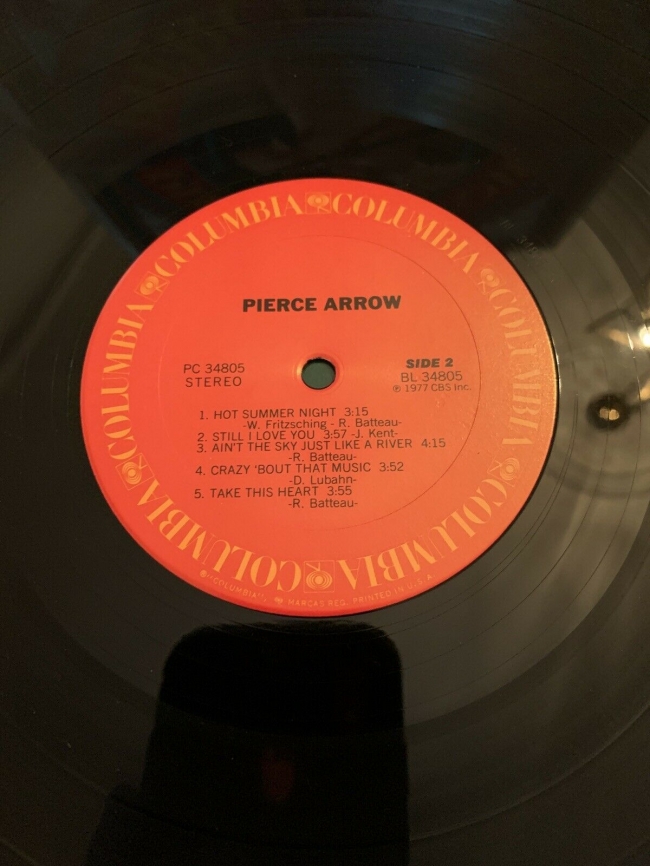 COLUMBIA COLUMBIA COLUMBIA COLUMBIA COLUMBIA COLUMBIA
PIERCE ARROW
PC 34805
STEREO
SIDE 2
BL 34805
℗ 1977 CBS Inc.
1. HOT SUMMER NIGHT 3:15
-W. Fritzsching - R. Batteau-
2. STILL I LOVE YOU 3:57 -J. Kent-
3. AIN'T THE SKY JUST LIKE A RIVER 4:15
-R. Batteau-
4. CRAZY 'BOUT THAT MUSIC 3:52
-D. Lubahn-
5. TAKE THIS HEART 3:55
-R. Batteau-
® "COLUMBIA", MARCAS REG. PRINTED IN U.S.A.